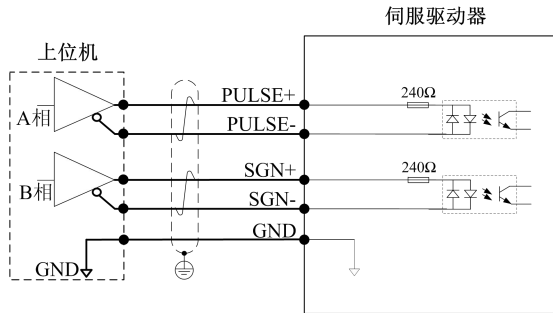 伺服驱动器
上位机
A相
PULSE+
PULSE-
240Ω
B相
SGN+
SGN-
240Ω
GND
GND